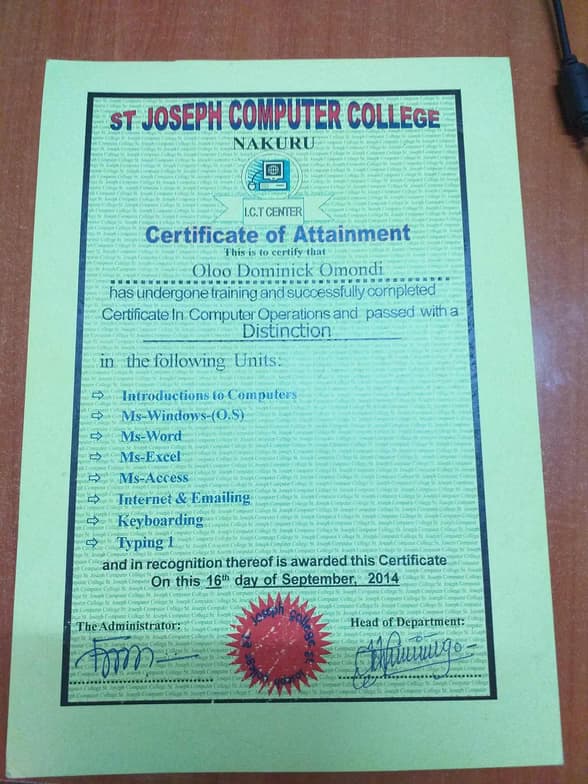 ST JOSEPH COMPUTER COLLEGE
NAKURU
I.C.T CENTER
Certificate of Attainment
This is to certify that
Oloo Dominick Omondi
has undergone training and successfully completed
Certificate In Computer Operations and passed with a
Distinction
in the following Units:
⇨ Introductions to Computers
⇨ Ms-Windows-(O.S)
⇨ Ms-Word
⇨ Ms-Excel
⇨ Ms-Access
⇨ Internet & Emailing
⇨ Keyboarding
⇨ Typing 1
and in recognition thereof is awarded this Certificate
On this 16th day of September, 2014
The Administrator:
Head of Department:
St. Joseph College